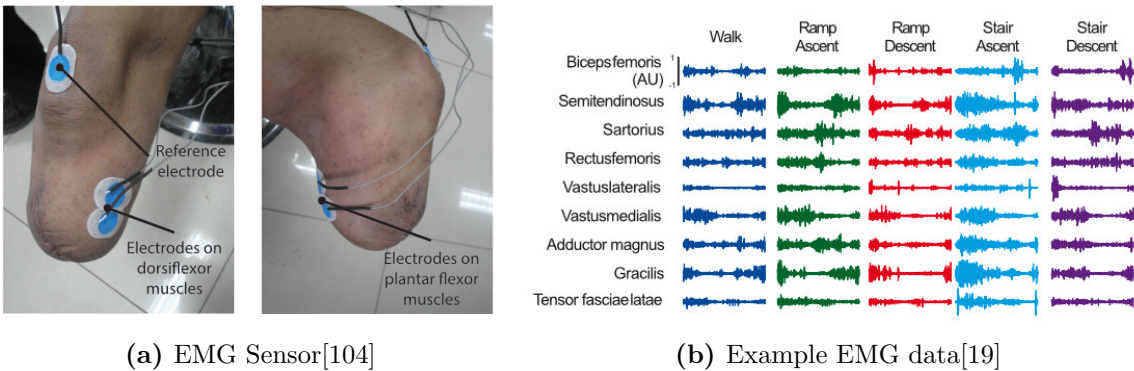 Reference
electrode
Electrodes on
dorsiflexor
muscles
Electrodes on
plantar flexor
muscles
(a) EMG Sensor[104]
Walk
Ramp
Ascent
Ramp
Descent
Stair
Ascent
Stair
Descent
Bicepsfemoris
(AU)
1
-1
Semitendinosus
Sartorius
Rectusfemoris
Vastuslateralis
Vastusmedialis
Adductor magnus
Gracilis
Tensor fasciae latae
(b) Example EMG data[19]